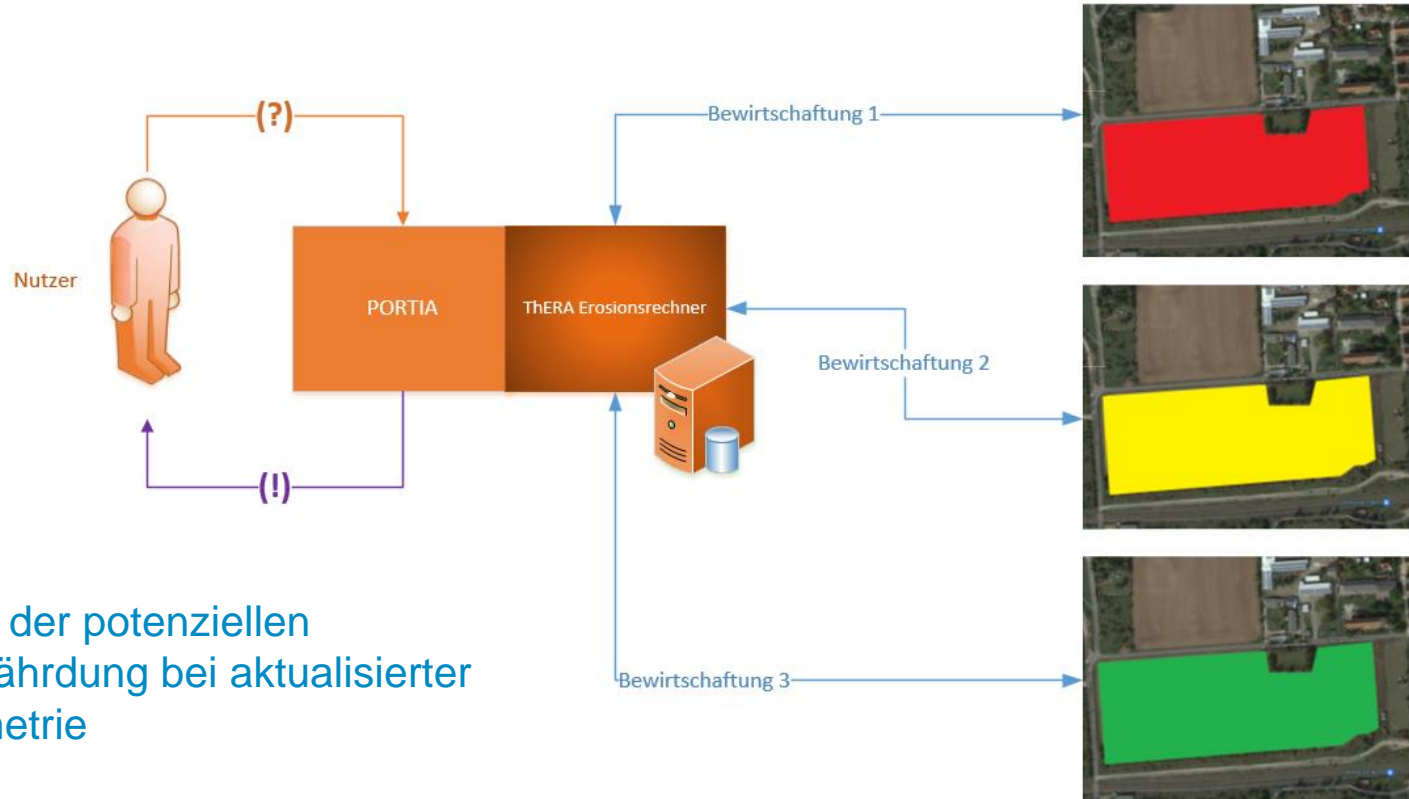 (?)
Bewirtschaftung 1
Nutzer
PORTIA
ThERA Erosionsrechner
Bewirtschaftung 2
(!)
der potenziellen
ährdung bei aktualisierter
etrie
Bewirtschaftung 3